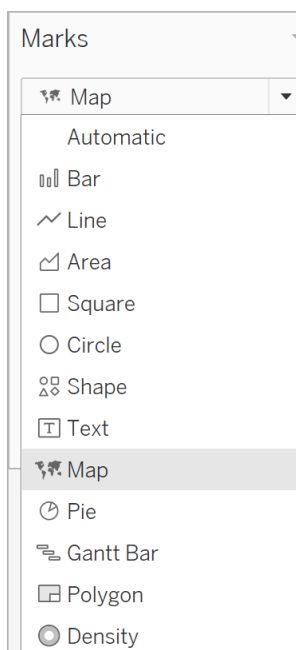 Marks
Map
Automatic
Bar
Line
Area
Square
Circle
Shape
T Text
Map
Pie
Gantt Bar
Polygon
Density